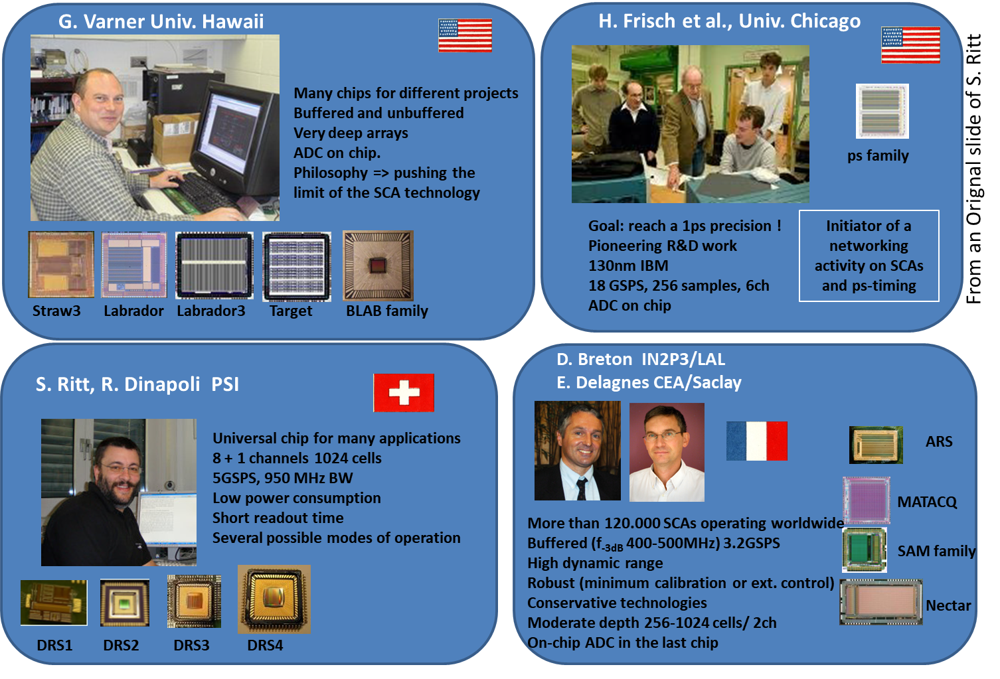 G. Varner Univ. Hawaii
Many chips for different projects
Buffered and unbuffered
Very deep arrays
ADC on chip.
Philosophy => pushing the
limit of the SCA technology
Straw3
Labrador
Labrador3
Target
BLAB family
H. Frisch et al., Univ. Chicago
ps family
Goal: reach a 1ps precision !
Pioneering R&D work
130nm IBM
18 GSPS, 256 samples, 6ch
ADC on chip
Initiator of a
networking
activity on SCAs
and ps-timing
From an Orignal slide of S. Ritt
S. Ritt, R. Dinapoli  PSI
Universal chip for many applications
8 + 1 channels 1024 cells
5GSPS, 950 MHz BW
Low power consumption
Short readout time
Several possible modes of operation
DRS1
DRS2
DRS3
DRS4
D. Breton  IN2P3/LAL
E. Delagnes CEA/Saclay
ARS
MATACQ
SAM family
Nectar
More than 120.000 SCAs operating worldwide
Buffered (f-3dB 400-500MHz) 3.2GSPS
High dynamic range
Robust (minimum calibration or ext. control)
Conservative technologies
Moderate depth 256-1024 cells/ 2ch
On-chip ADC in the last chip